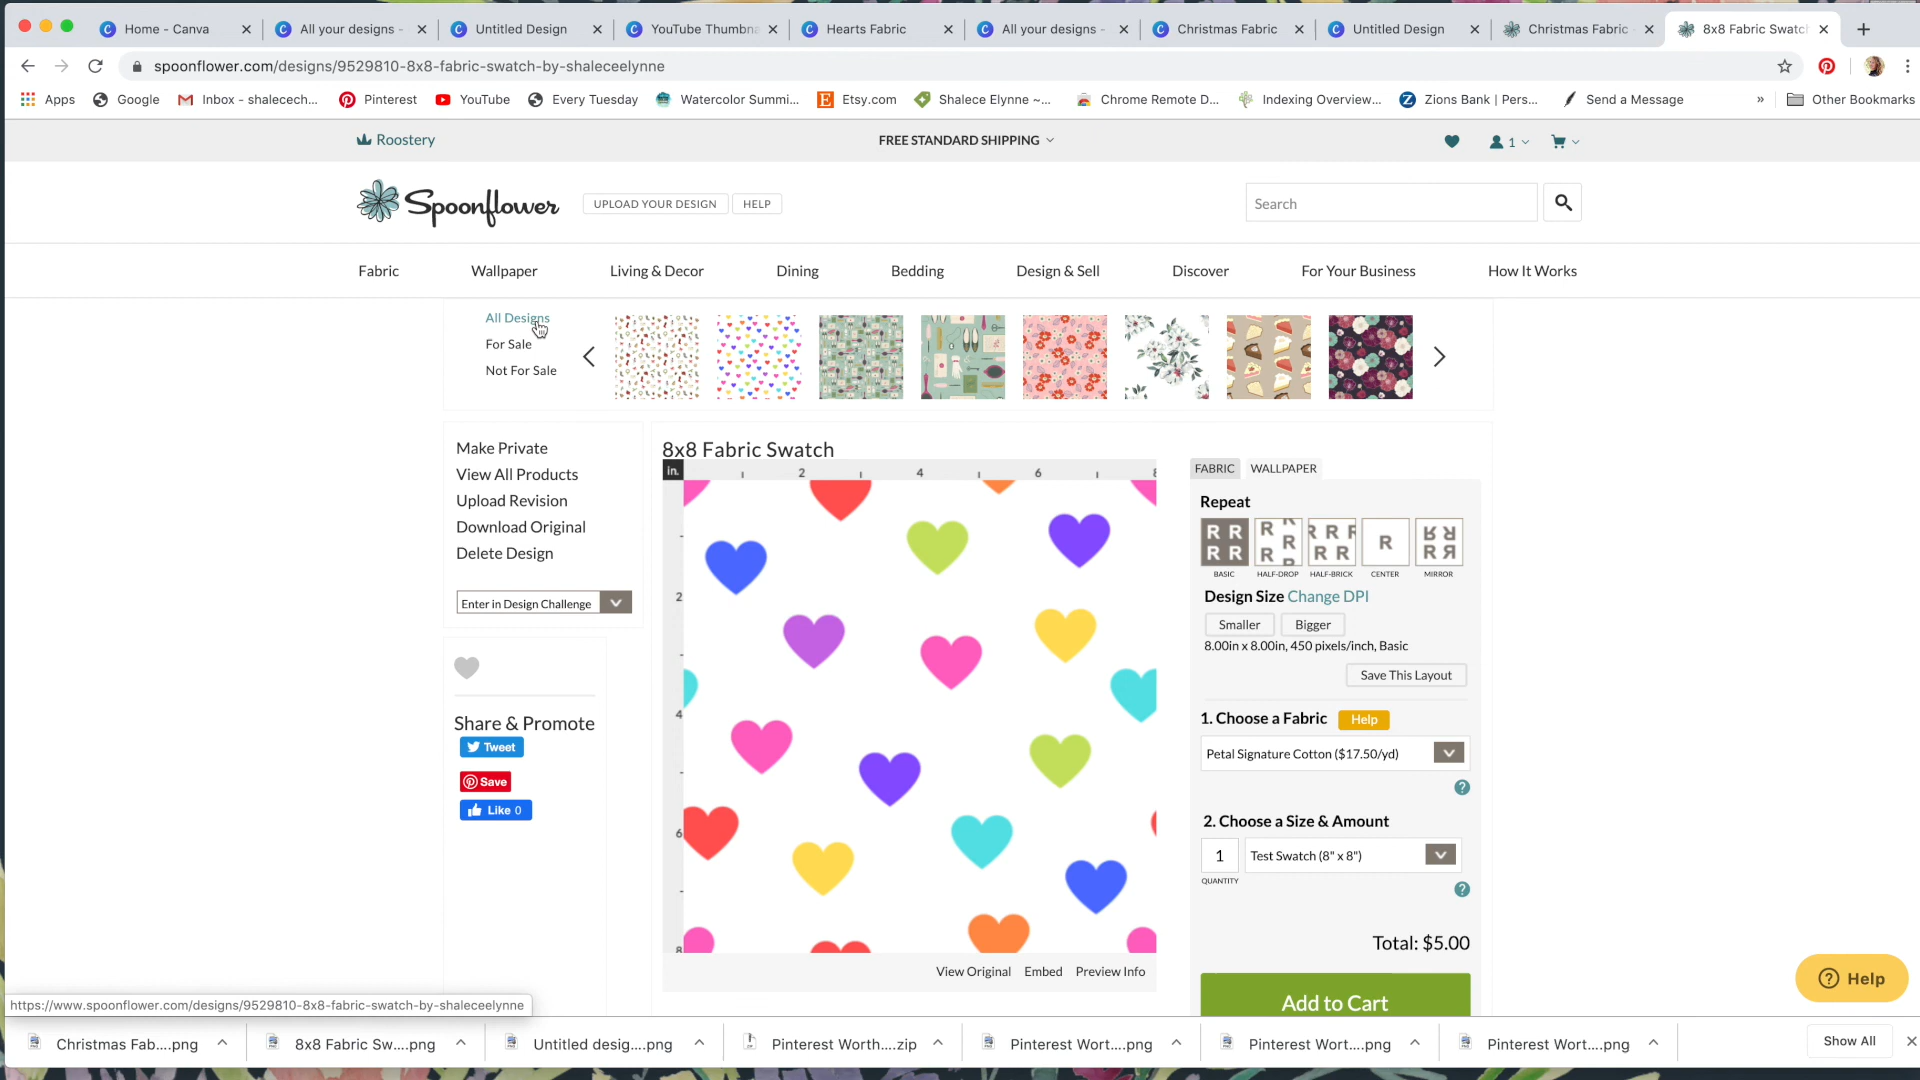 Home - Canva
All your designs -
Untitled Design
YouTube Thumbna
Hearts Fabric
All your designs -
Christmas Fabric
Untitled Design
Christmas Fabric -
8x8 Fabric Swatc
spoonflower.com/designs/9529810-8x8-fabric-swatch-by-shaleceelynne
Apps
Google
Inbox - shalecech...
Pinterest
YouTube
Every Tuesday
Watercolor Summi...
Etsy.com
Shalece Elynne ~...
Chrome Remote D...
Indexing Overview...
Zions Bank | Pers...
Send a Message
»
Other Bookmarks
Roostery
FREE STANDARD SHIPPING
1
Spoonflower
UPLOAD YOUR DESIGN
HELP
Search
Fabric
Wallpaper
Living & Decor
Dining
Bedding
Design & Sell
Discover
For Your Business
How It Works
All Designs
For Sale
Not For Sale
Make Private
View All Products
Upload Revision
Download Original
Delete Design
Enter in Design Challenge
Share & Promote
Tweet
Save
Like 0
8x8 Fabric Swatch
in.
2
4
6
8
2
4
6
8
View Original
Embed
Preview Info
FABRIC
WALLPAPER
Repeat
R R
R R
R R
R R
R R R
R R
R
R R
R R
BASIC
HALF-DROP
HALF-BRICK
CENTER
MIRROR
Design Size Change DPI
Smaller
Bigger
8.00in x 8.00in, 450 pixels/inch, Basic
Save This Layout
1. Choose a Fabric
Help
Petal Signature Cotton ($17.50/yd)
?
2. Choose a Size & Amount
1
Test Swatch (8" x 8")
QUANTITY
?
Total: $5.00
Add to Cart
? Help
https://www.spoonflower.com/designs/9529810-8x8-fabric-swatch-by-shaleceelynne
Christmas Fab....png
8x8 Fabric Sw....png
Untitled desig....png
Pinterest Worth....zip
Pinterest Wort....png
Pinterest Wort....png
Pinterest Wort....png
Show All